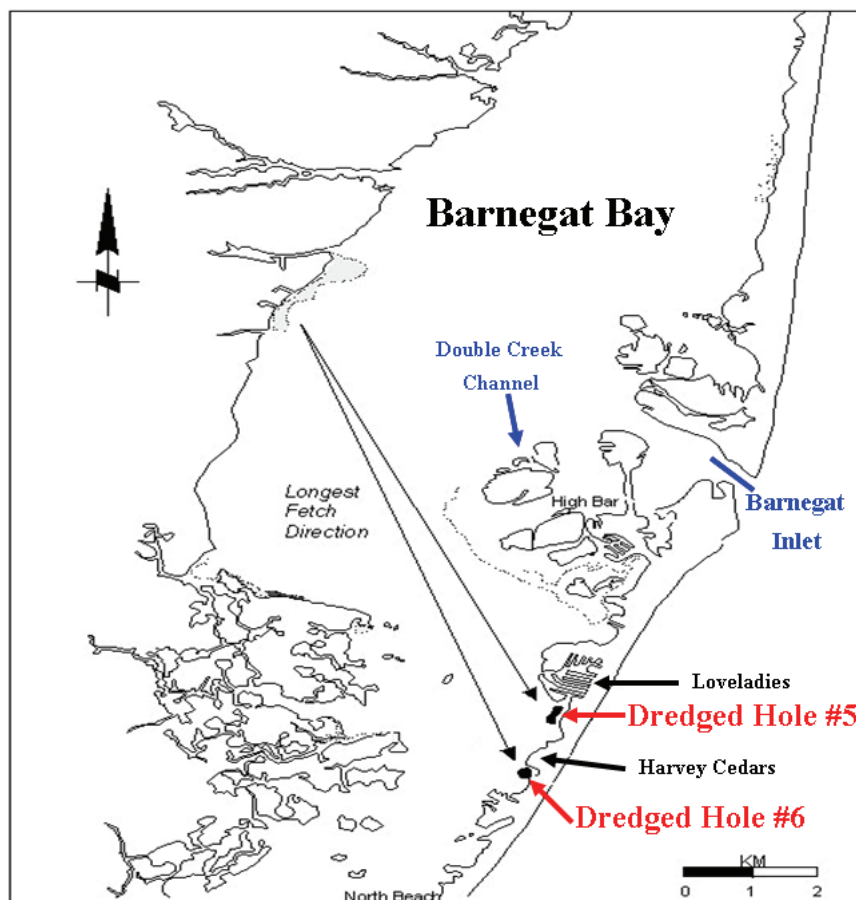 Barnegat Bay
Double Creek
Channel
Longest
Fetch
Direction
High Bar
Barnegat
Inlet
Loveladies
Dredged Hole #5
Harvey Cedars
Dredged Hole #6
North Beach
KM
0 1 2